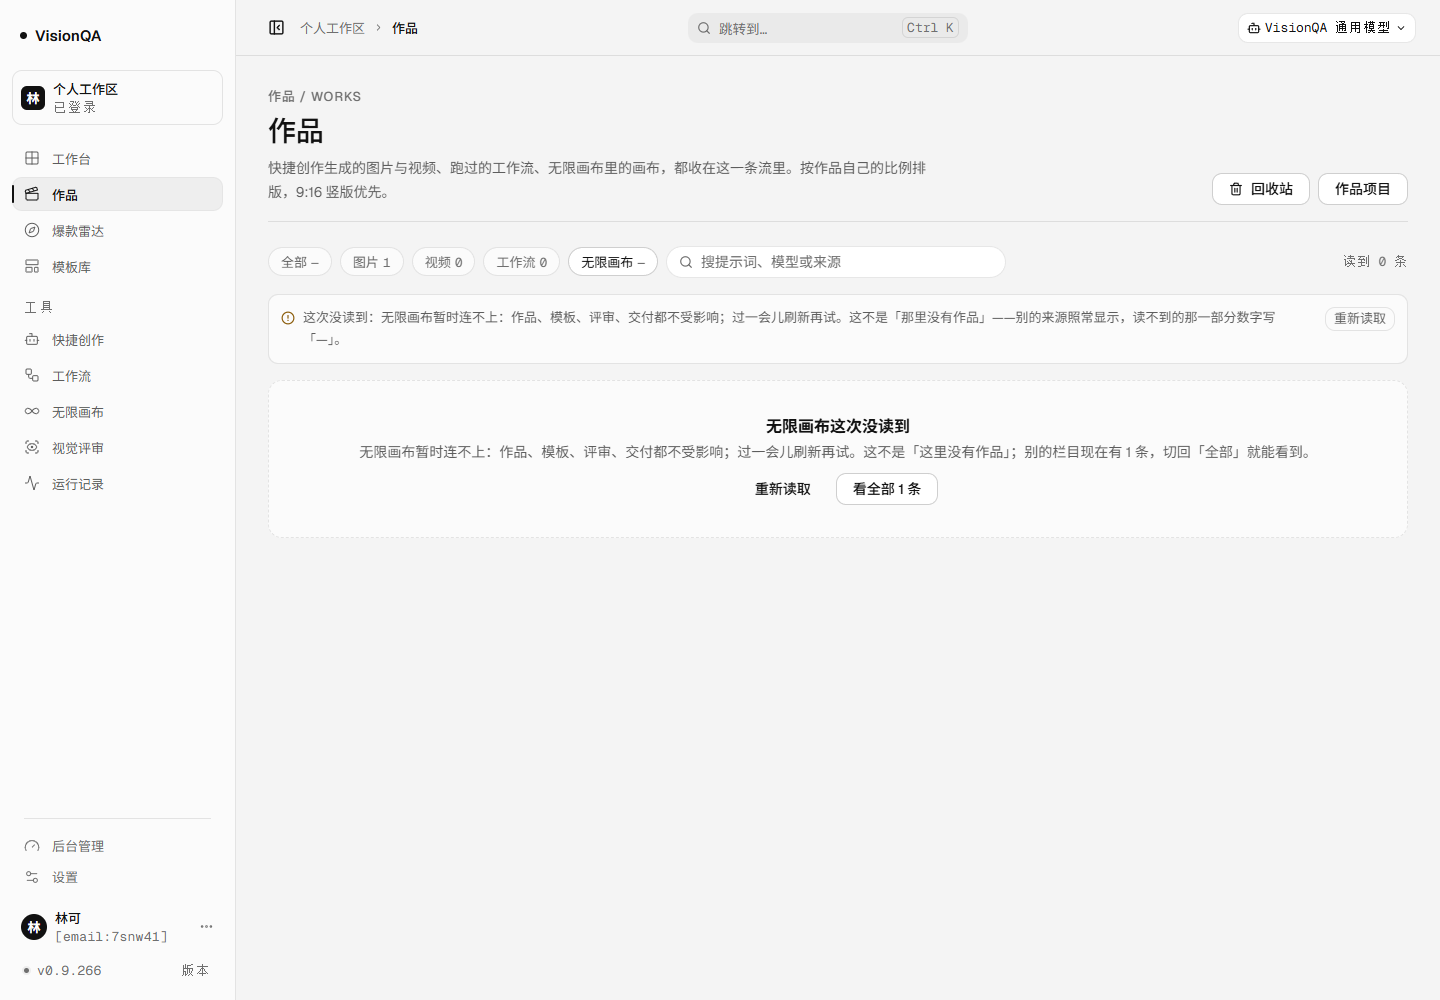 VisionQA
林
个人工作区
已登录
工作台
作品
爆款雷达
模板库
工具
快捷创作
工作流
无限画布
视觉评审
运行记录
后台管理
设置
林
林可
[email:7snw41]
v0.9.266
版本
个人工作区
作品
跳转到…
Ctrl K
VisionQA 通用模型
作品 / WORKS
作品
快捷创作生成的图片与视频、跑过的工作流、无限画布里的画布，都收在这一条流里。按作品自己的比例排
版，9:16 竖版优先。
回收站
作品项目
全部 —
图片 1
视频 0
工作流 0
无限画布 —
搜提示词、模型或来源
读到 0 条
这次没读到：无限画布暂时连不上：作品、模板、评审、交付都不受影响；过一会儿刷新再试。这不是「那里没有作品」——别的来源照常显示，读不到的那一部分数字写
「—」。
重新读取
无限画布这次没读到
无限画布暂时连不上：作品、模板、评审、交付都不受影响；过一会儿刷新再试。这不是「这里没有作品」；别的栏目现在有 1 条，切回「全部」就能看到。
重新读取
看全部 1 条